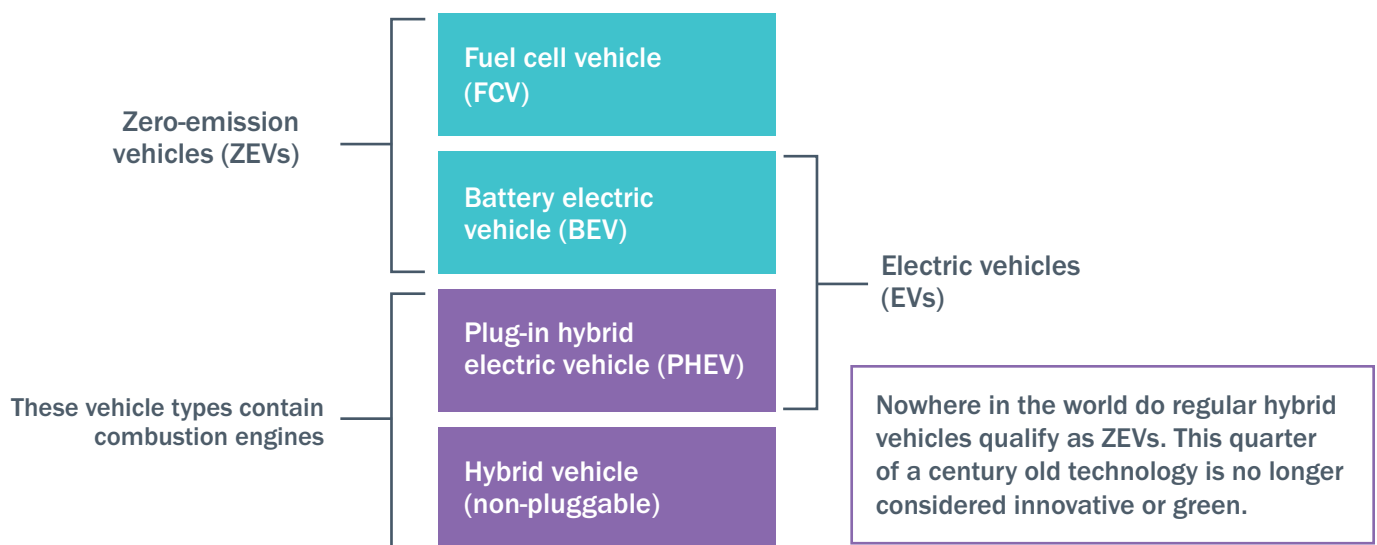 Fuel cell vehicle
(FCV)
Zero-emission
vehicles (ZEVs)
Battery electric
vehicle (BEV)
Electric vehicles
(EVs)
Plug-in hybrid
electric vehicle (PHEV)
These vehicle types contain
combustion engines
Hybrid vehicle
(non-pluggable)
Nowhere in the world do regular hybrid
vehicles qualify as ZEVs. This quarter
of a century old technology is no longer
considered innovative or green.